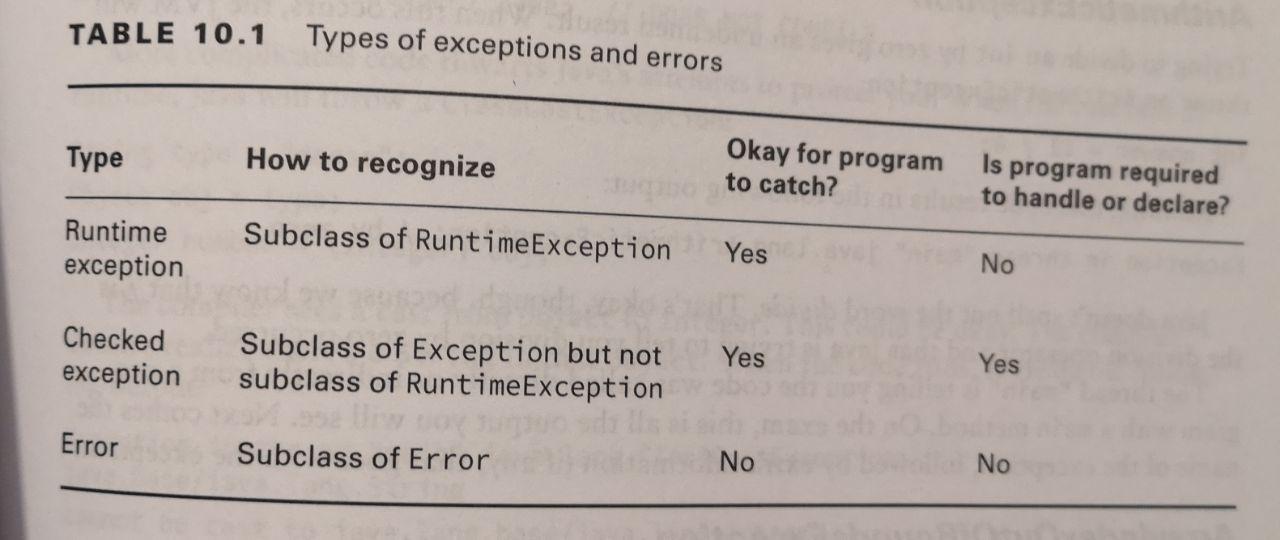 TABLE 10.1 Types of exceptions and errors
Type How to recognize Okay for program to catch? Is program required to handle or declare?
Runtime exception Subclass of RuntimeException Yes No
Checked exception Subclass of Exception but not subclass of RuntimeException Yes Yes
Error Subclass of Error No No